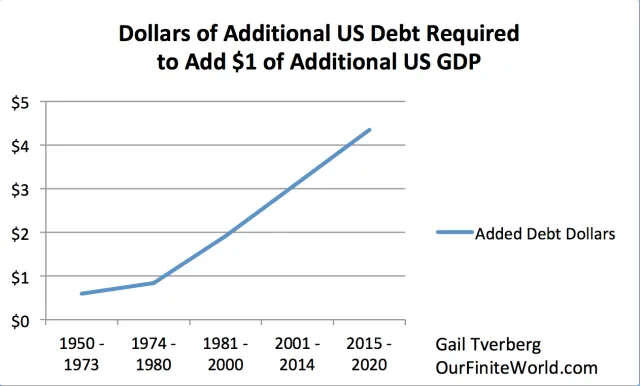 Dollars of Additional US Debt Required
to Add $1 of Additional US GDP
$5
$4
$3
$2
$1
$0
Added Debt Dollars
1950 - 1974 - 1981 - 2001 - 2015 -
1973 1980 2000 2014 2020
Gail Tverberg
OurFiniteWorld.com